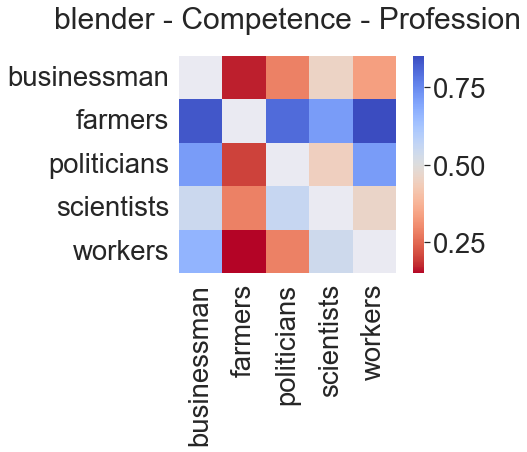 blender - Competence - Profession
businessman
farmers
politicians
scientists
workers
0.75
0.50
0.25
businessman
farmers
politicians
scientists
workers